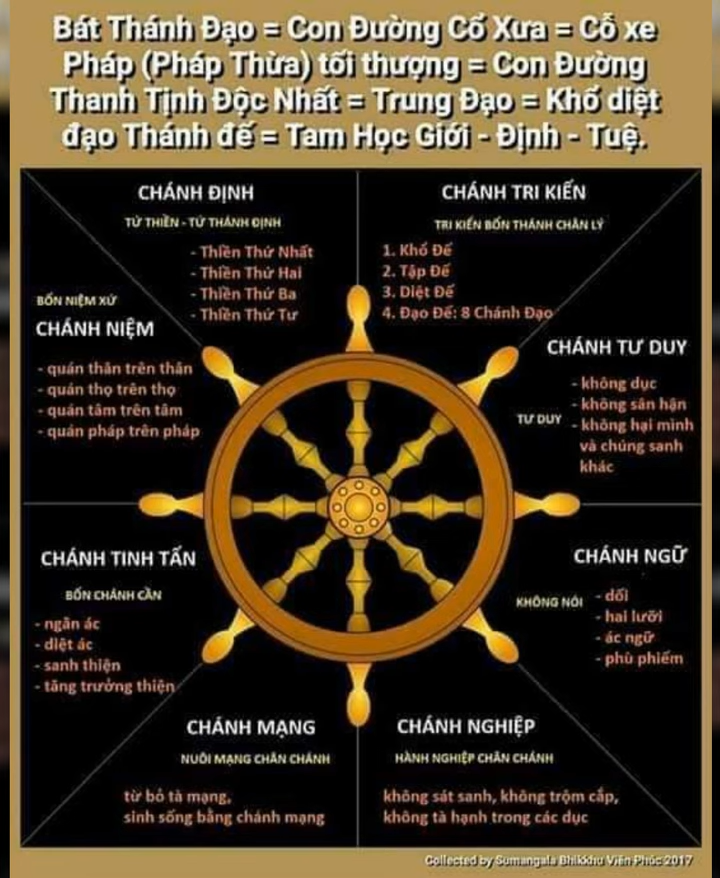 Bát Thánh Đạo = Con Đường Cổ Xưa = Cỗ xe
Pháp (Pháp Thừa) tối thượng = Con Đường
Thanh Tịnh Độc Nhất = Trung Đạo = Khổ diệt
đạo Thánh đế = Tam Học Giới - Định - Tuệ.
CHÁNH ĐỊNH
TỨ THIỀN - TỨ THÁNH ĐỊNH
- Thiền Thứ Nhất
- Thiền Thứ Hai
- Thiền Thứ Ba
- Thiền Thứ Tư
CHÁNH TRI KIẾN
TRI KIẾN BỐN THÁNH CHÂN LÝ
1. Khổ Đế
2. Tập Đế
3. Diệt Đế
4. Đạo Đế: 8 Chánh Đạo
BỐN NIỆM XỨ
CHÁNH NIỆM
- quán thân trên thân
- quán thọ trên thọ
- quán tâm trên tâm
- quán pháp trên pháp
CHÁNH TƯ DUY
TƯ DUY
- không dục
- không sân hận
- không hại mình
và chúng sanh
khác
CHÁNH TINH TẤN
BỐN CHÁNH CẦN
- ngăn ác
- diệt ác
- sanh thiện
- tăng trưởng thiện
CHÁNH NGỮ
KHÔNG NÓI
- dối
- hai lưỡi
- ác ngữ
- phù phiếm
CHÁNH MẠNG
NUÔI MẠNG CHÂN CHÁNH
từ bỏ tà mạng,
sinh sống bằng chánh mạng
CHÁNH NGHIỆP
HÀNH NGHIỆP CHÂN CHÁNH
không sát sanh, không trộm cắp,
không tà hạnh trong các dục
Collected by Sumangala Bhikkhu Viên Phúc 2017